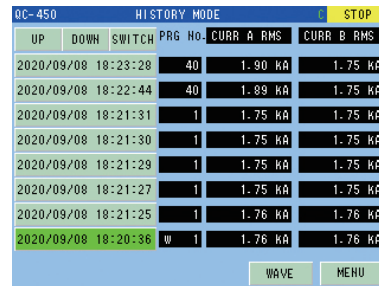 QC-450 HISTORY MODE C STOP
UP DOWN SWITCH PRG NO. CURR A RMS CURR B RMS
2020/09/08 18:23:28 40 1.90 KA 1.75 KA
2020/09/08 18:22:44 40 1.89 KA 1.75 KA
2020/09/08 18:21:31 1 1.75 KA 1.75 KA
2020/09/08 18:21:30 1 1.75 KA 1.75 KA
2020/09/08 18:21:29 1 1.75 KA 1.75 KA
2020/09/08 18:21:27 1 1.75 KA 1.75 KA
2020/09/08 18:21:25 1 1.76 KA 1.76 KA
2020/09/08 18:20:36 W 1 1.76 KA 1.76 KA
WAVE MENU